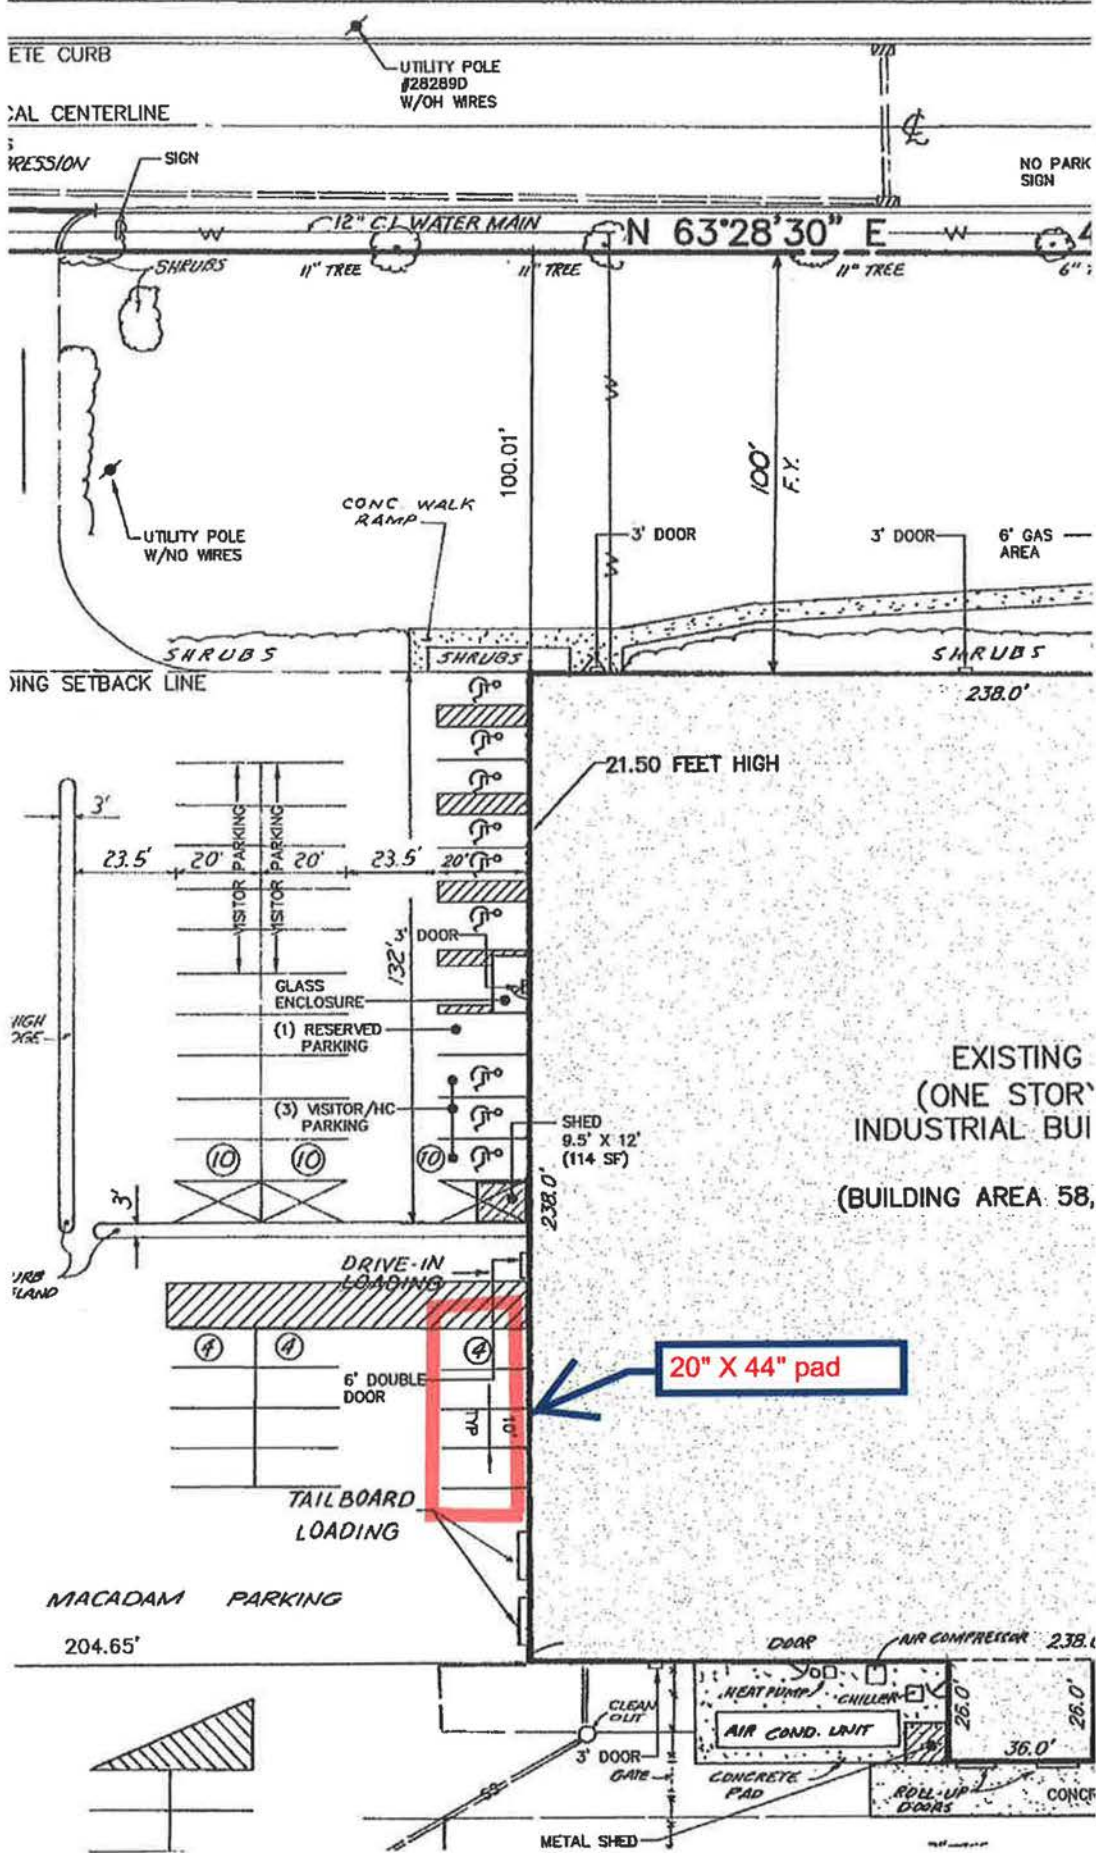 ETE CURB
UTILITY POLE
#28289D
W/OH WIRES
CAL CENTERLINE
RESSION
SIGN
℄
NO PARK
SIGN
12" C.I. WATER MAIN
W
N 63°28'30" E
W
SHRUBS
11" TREE
11" TREE
11" TREE
6"
W
100.01'
100'
F.Y.
CONC. WALK
RAMP
UTILITY POLE
W/NO WIRES
3' DOOR
W
3' DOOR
6' GAS
AREA
SHRUBS
SHRUBS
SHRUBS
DING SETBACK LINE
238.0'
21.50 FEET HIGH
3'
VISITOR PARKING
VISITOR PARKING
23.5'
20'
20'
23.5'
20'
3' DOOR
132'
GLASS
ENCLOSURE
HIGH
(1) RESERVED
PARKING
EXISTING
(ONE STORY
INDUSTRIAL BUI
(3) VISITOR/HC
PARKING
SHED
9.5' X 12'
(114 SF)
10
10
10
3'
238.0'
(BUILDING AREA 58,
DRIVE-IN
LOADING
4
4
4
20" X 44" pad
6' DOUBLE
DOOR
10'
TYP
TAILBOARD
LOADING
MACADAM PARKING
204.65'
DOOR
AIR COMPRESSOR
238.0
HEAT PUMP
CHILLER
CLEAN
OUT
AIR COND. UNIT
26.0'
26.0'
36.0'
3' DOOR
GATE
CONCRETE
PAD
ROLL-UP
DOORS
CONCR
METAL SHED